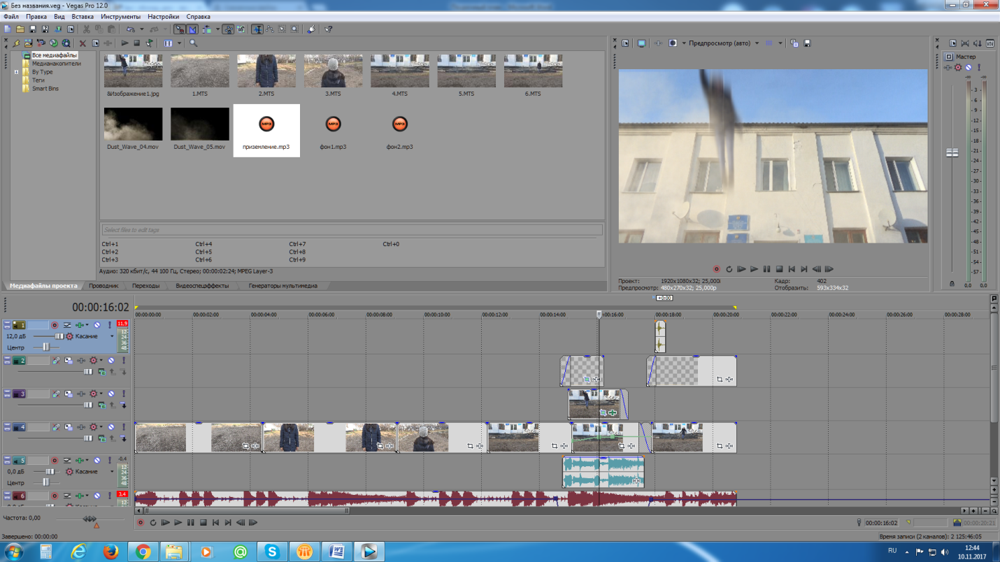 Без названия.veg - Vegas Pro 12.0
Файл Правка Вид Вставка Инструменты Настройки Справка
Все медиафайлы
Медианакопители
By Type
Теги
Smart Bins
&Изображение1.jpg 1.MTS 2.MTS 3.MTS 4.MTS 5.MTS 6.MTS
MP3 MP3 MP3
Dust_Wave_04.mov Dust_Wave_05.mov приземление.mp3 фон1.mp3 фон2.mp3
Select files to edit tags
Ctrl+1 Ctrl+4 Ctrl+7 Ctrl+0
Ctrl+2 Ctrl+5 Ctrl+8
Ctrl+3 Ctrl+6 Ctrl+9
Аудио: 320 кбит/с, 44 100 Гц, Стерео; 00:00:02:24; MPEG Layer-3
Медиафайлы проекта Проводник Переходы Видеоспецэффекты Генераторы мультимедиа
Предпросмотр (авто)
Проект: 1920x1080x32; 25,000i Кадр: 402
Предпросмотр: 480x270x32; 25,000p Отобразить: 593x334x32
Мастер
-∞ -∞
- 3 -
- 6 -
- 9 -
-12-
-15-
-18-
-21-
-24-
-27-
-30-
-33-
-36-
-39-
-42-
-45-
-48-
-51-
-54-
-57-
0,0 0,0
+0:00
00:00:16:02
00:00:00:00 00:00:02:00 00:00:04:00 00:00:06:00 00:00:08:00 00:00:10:00 00:00:12:00 00:00:14:00 00:00:16:00 00:00:18:00 00:00:20:00 00:00:22:00 00:00:24:00 00:00:26:00 00:00:28:00
1 11,9
12,0 дБ Касание
Центр
12
24
36
48
2
3
4
5 -0,4
0,0 дБ Касание
Центр
12
24
36
48
6 3,4
12
Частота: 0,00
00:00:16:02 00:00:20:21
Завершено: 00:00:00
Время записи (2 каналов): 2 125:46:05
RU
12:44
10.11.2017